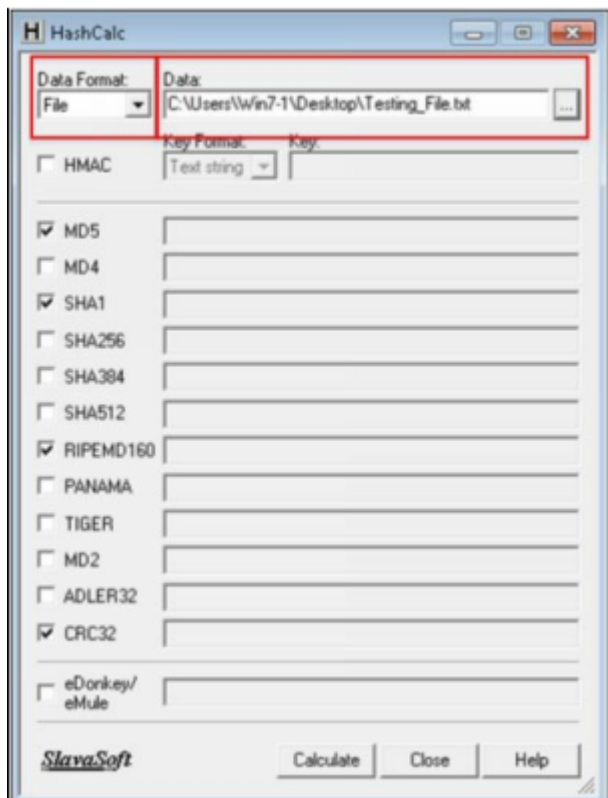 H HashCalc
Data Format: Data:
File C:\Users\Win7-1\Desktop\Testing_File.txt ...
Key Format: Key:
HMAC Text string
MD5
MD4
SHA1
SHA256
SHA384
SHA512
RIPEMD160
PANAMA
TIGER
MD2
ADLER32
CRC32
eDonkey/
eMule
SlavaSoft Calculate Close Help